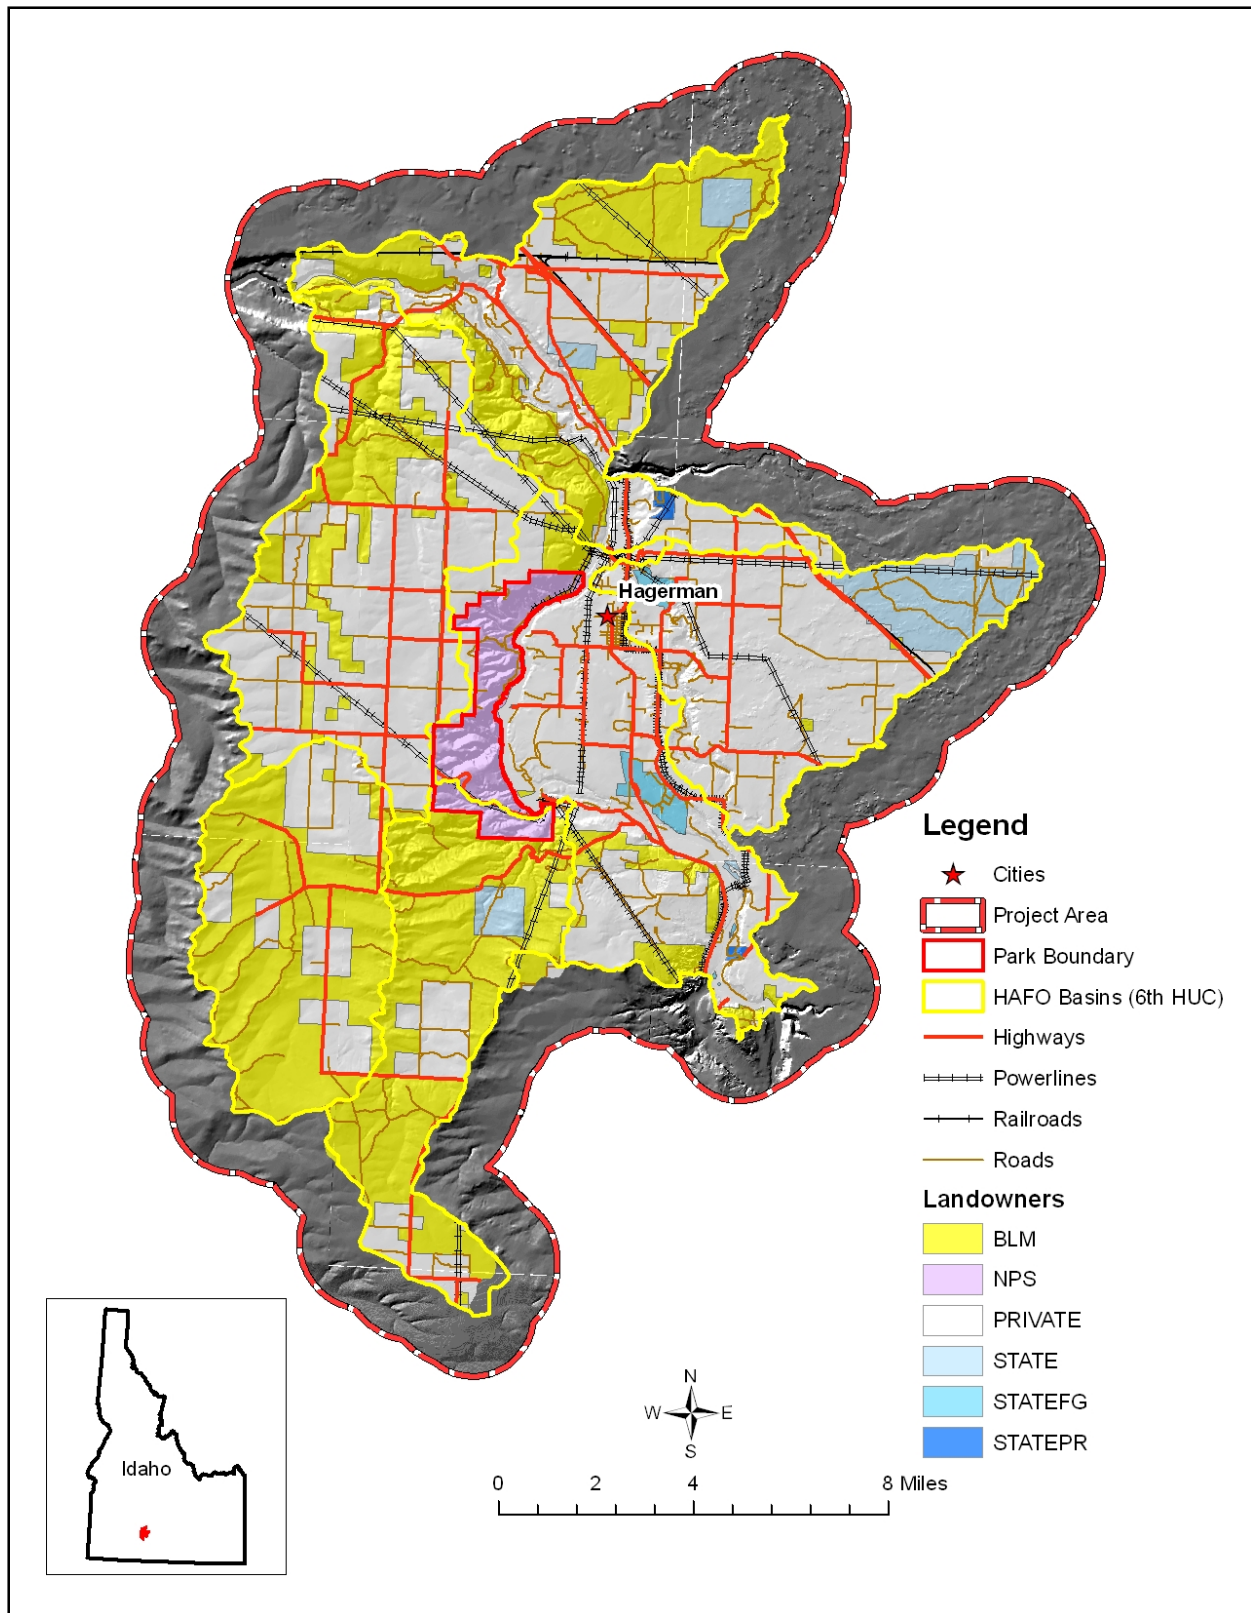 Hagerman
Legend
Cities
Project Area
Park Boundary
HAFO Basins (6th HUC)
Highways
Powerlines
Railroads
Roads
Landowners
BLM
NPS
PRIVATE
STATE
STATEFG
STATEPR
N
W E
S
0 2 4 8 Miles
Idaho